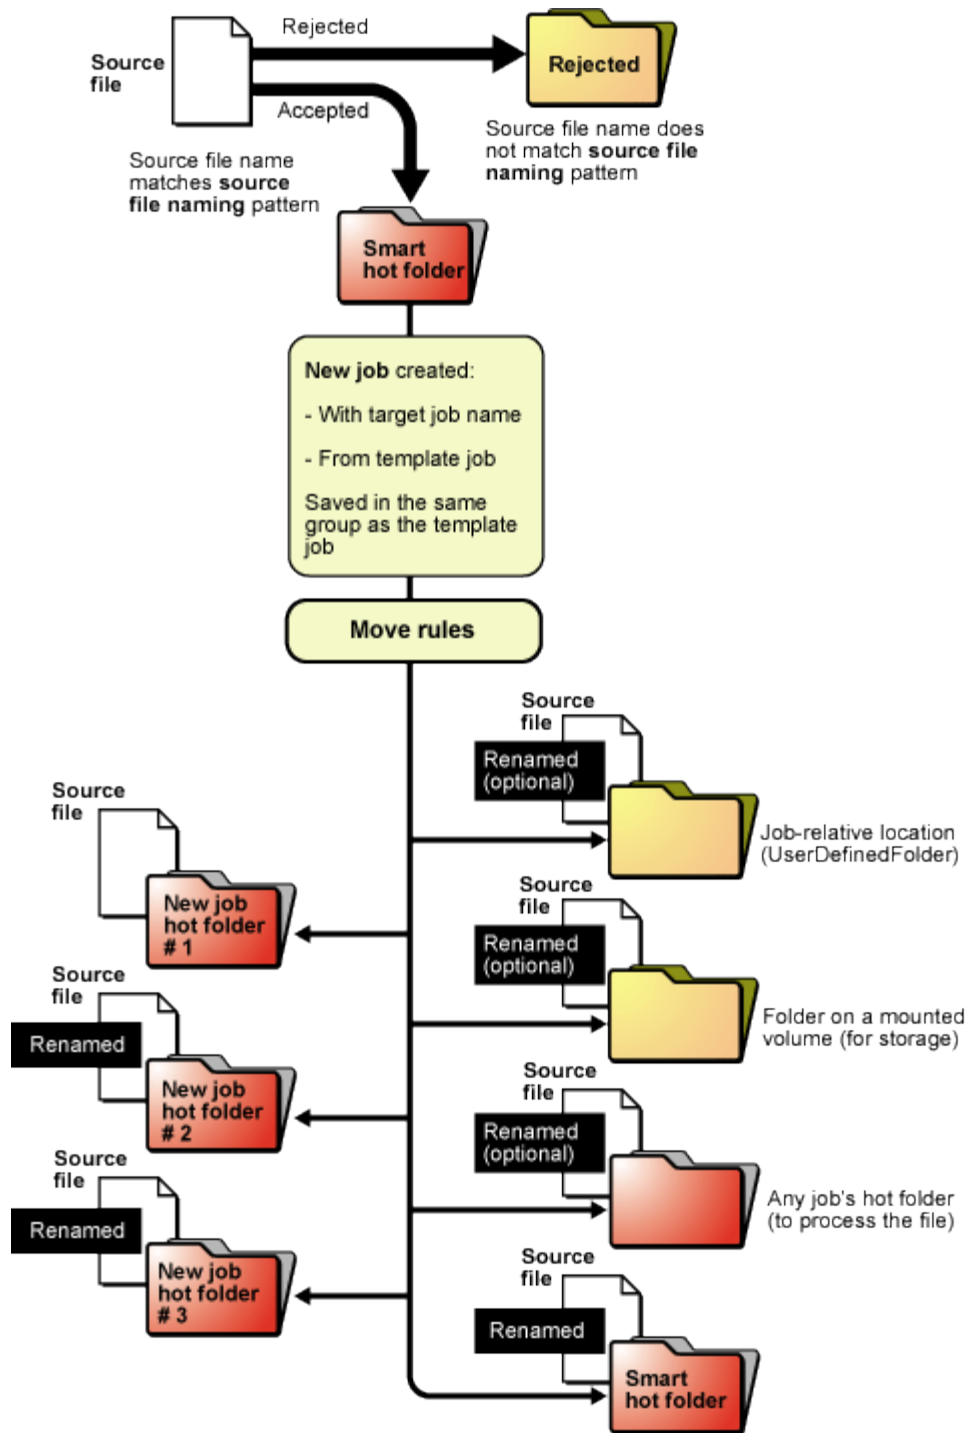 Rejected
Source
file
Rejected
Accepted
Source file name does
not match source file
naming pattern
Source file name
matches source
file naming pattern
Smart
hot folder
New job created:
- With target job name
- From template job
Saved in the same
group as the template
job
Move rules
Source
file
Renamed
(optional)
Job-relative location
(UserDefinedFolder)
Source
file
New job
hot folder
# 1
Source
file
Renamed
(optional)
Folder on a mounted
volume (for storage)
Source
file
Renamed
New job
hot folder
# 2
Source
file
Renamed
(optional)
Any job's hot folder
(to process the file)
Source
file
Renamed
New job
hot folder
# 3
Source
file
Renamed
Smart
hot folder